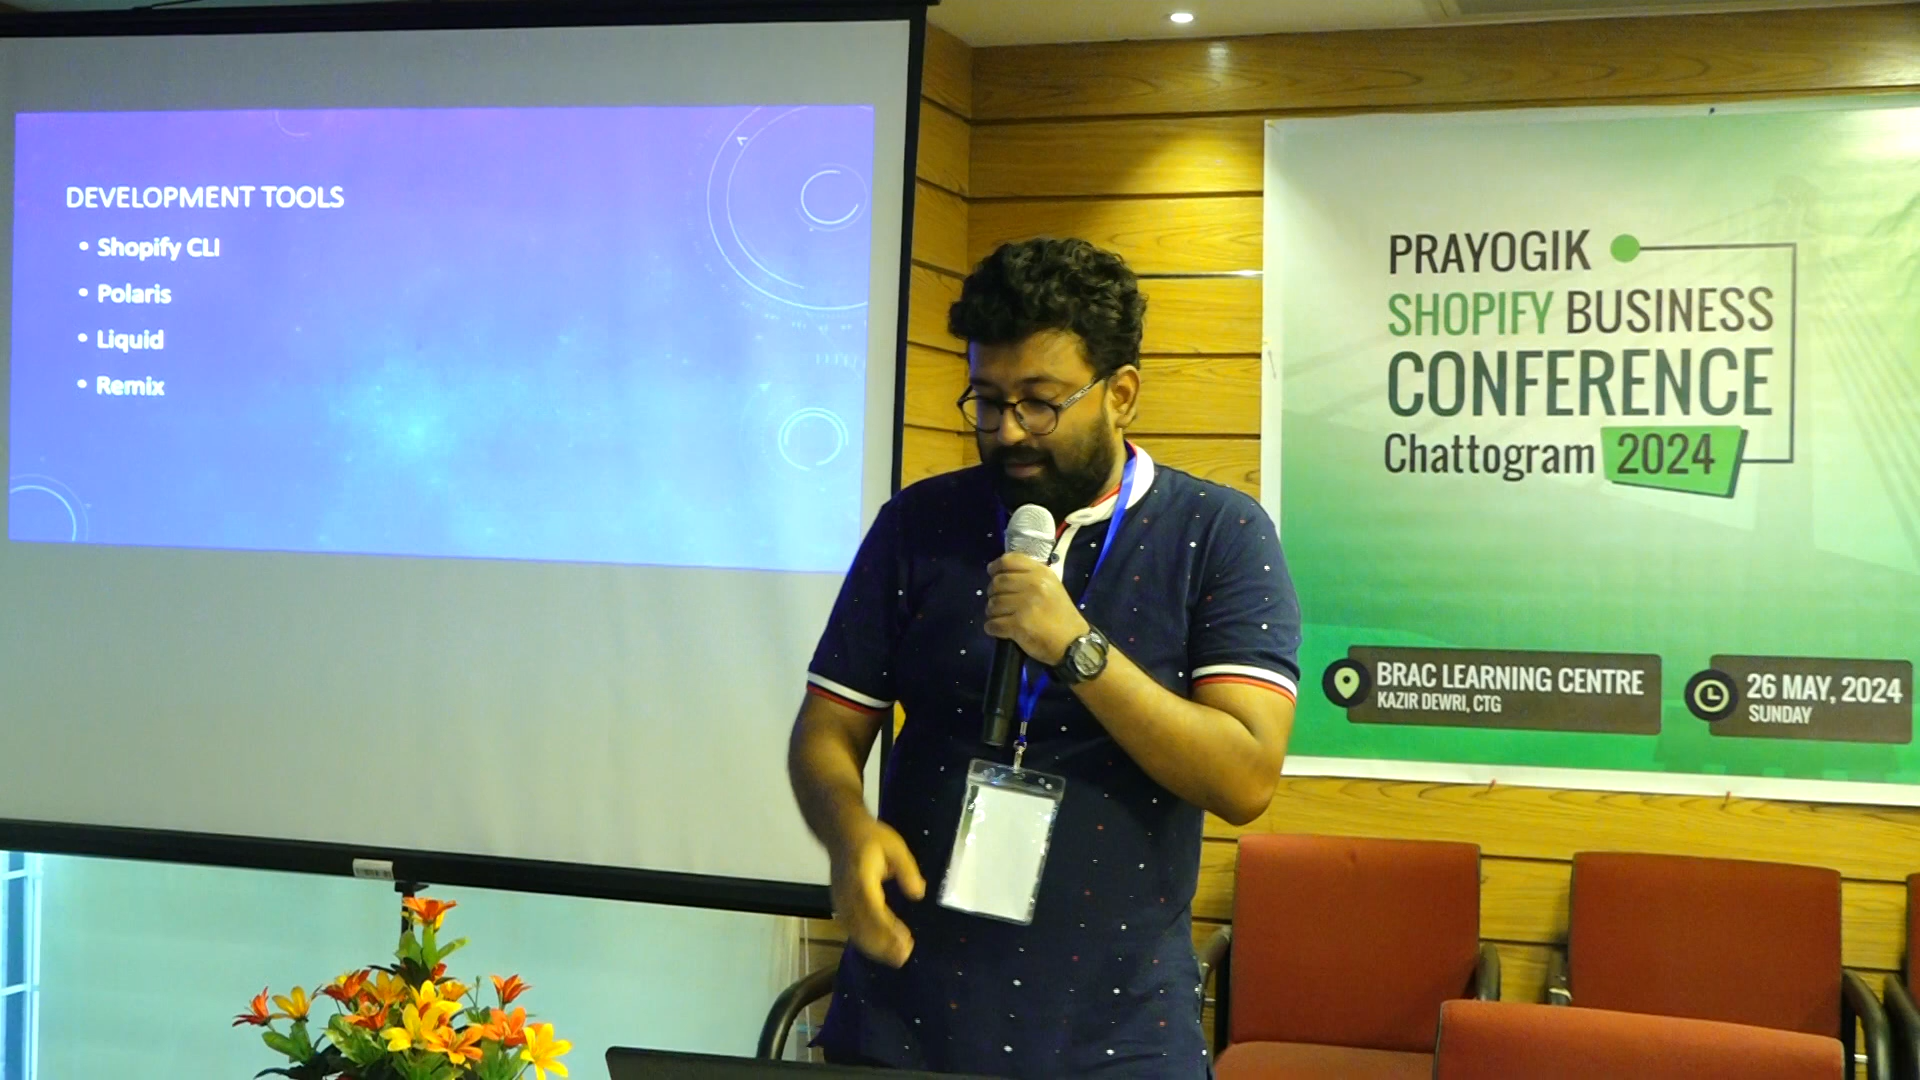 DEVELOPMENT TOOLS
• Shopify CLI
• Polaris
• Liquid
• Remix
PRAYOGIK
SHOPIFY BUSINESS
CONFERENCE
Chattogram 2024
BRAC LEARNING CENTRE
KAZIR DEWRI, CTG
26 MAY, 2024
SUNDAY